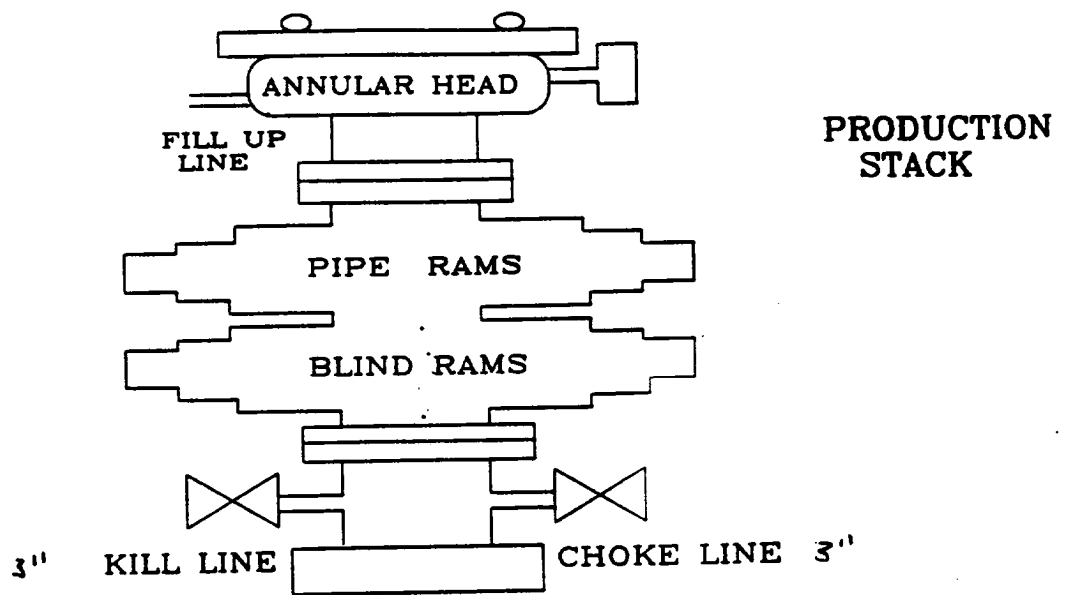 ANNULAR HEAD
FILL UP
LINE
PRODUCTION
STACK
PIPE RAMS
BLIND RAMS
3" KILL LINE
CHOKE LINE 3"